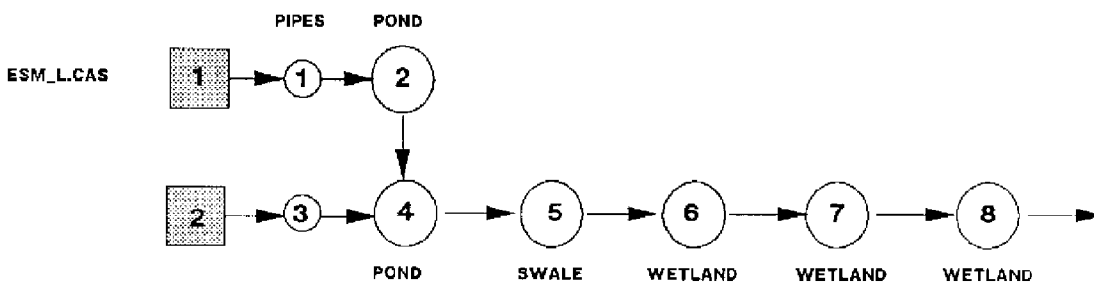 PIPES POND
ESM_L.CAS 1 1 2
2 3 4 5 6 7 8
POND SWALE WETLAND WETLAND WETLAND